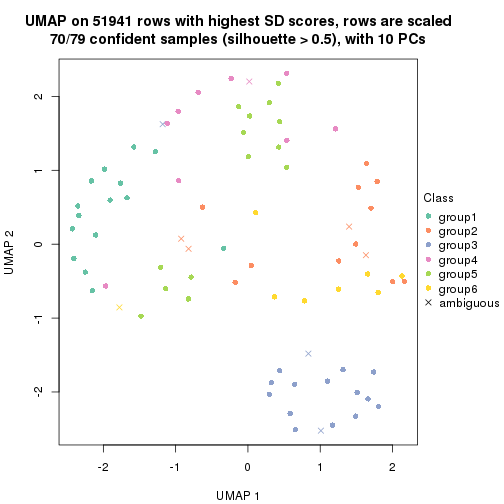 UMAP on 51941 rows with highest SD scores, rows are scaled
70/79 confident samples (silhouette > 0.5), with 10 PCs
2
1
0
-1
-2
UMAP 2
-2
-1
0
1
2
UMAP 1
Class
group1
group2
group3
group4
group5
group6
ambiguous